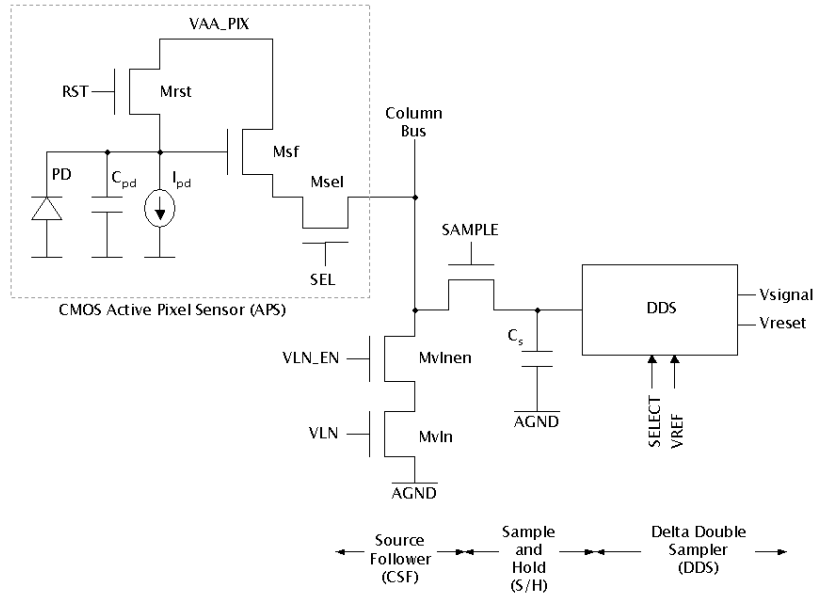 VAA_PIX
RST
Mrst
Column
Bus
Msf
PD
Cpd
Ipd
Msel
SAMPLE
SEL
CMOS Active Pixel Sensor (APS)
DDS
Vsignal
Vreset
Cs
VLN_EN
Mvlnen
AGND
SELECT
VREF
VLN
Mvln
AGND
Source
Follower
(CSF)
Sample
and
Hold
(S/H)
Delta Double
Sampler
(DDS)